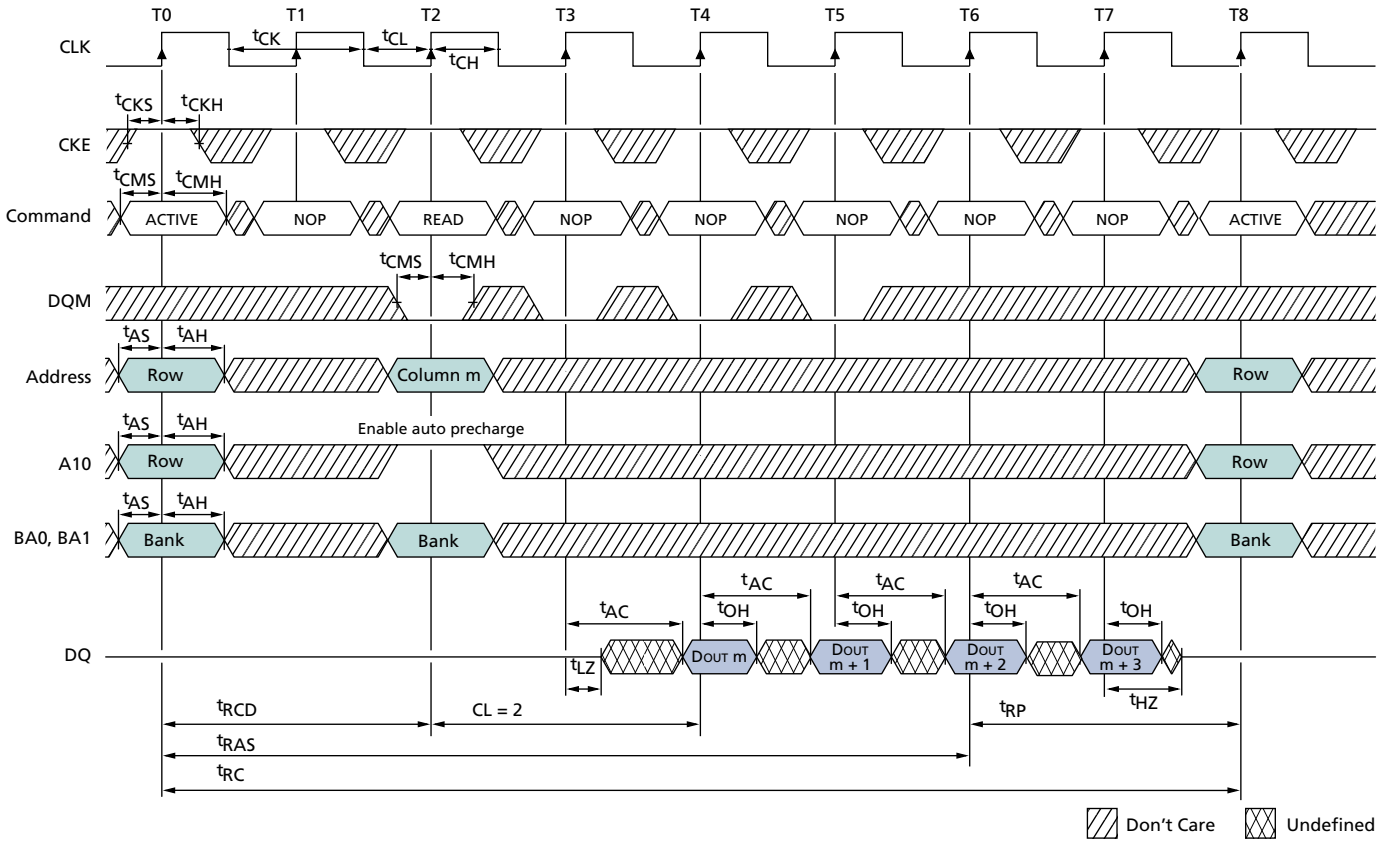 T0 T1 T2 T3 T4 T5 T6 T7 T8
CLK tCK tCL tCH
tCKS tCKH
CKE
tCMS tCMH
Command ACTIVE NOP READ NOP NOP NOP NOP NOP ACTIVE
tCMS tCMH
DQM
tAS tAH
Address Row Column m Row
Enable auto precharge
tAS tAH
A10 Row Row
tAS tAH
BA0, BA1 Bank Bank Bank
tAC tAC tAC
tAC tOH tOH tOH tOH
DQ DOUT m DOUT m + 1 DOUT m + 2 DOUT m + 3
tLZ tHZ
tRCD CL = 2 tRP
tRAS
tRC
Don't Care Undefined